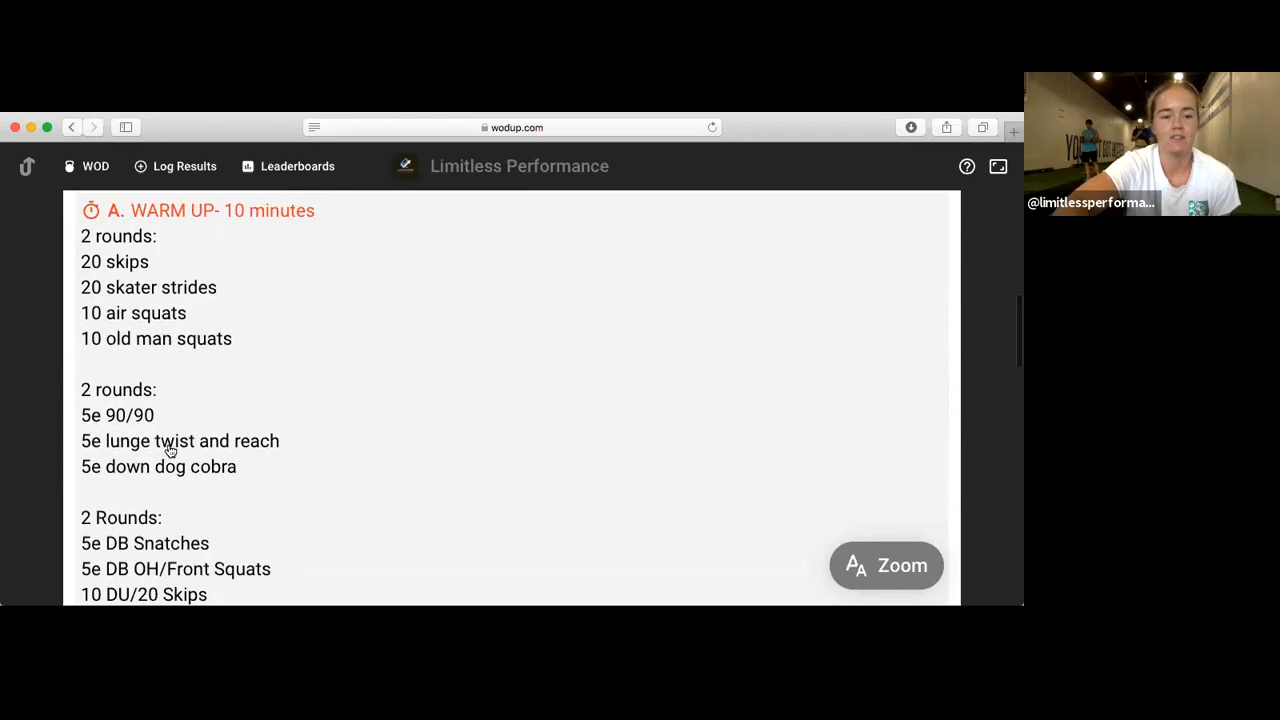 wodup.com
WOD
Log Results
Leaderboards
Limitless Performance
A. WARM UP- 10 minutes
2 rounds:
20 skips
20 skater strides
10 air squats
10 old man squats
2 rounds:
5e 90/90
5e lunge twist and reach
5e down dog cobra
2 Rounds:
5e DB Snatches
5e DB OH/Front Squats
10 DU/20 Skips
AA Zoom
@limitlessperforma...